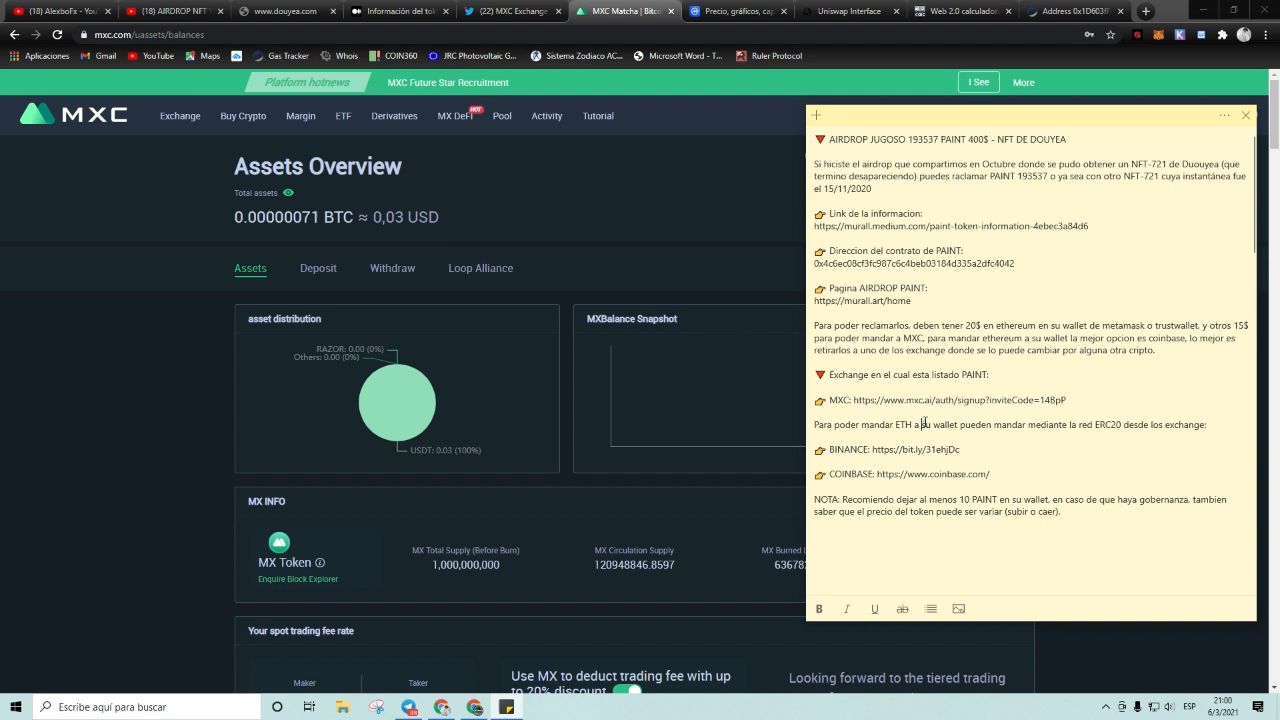 (18) AlexboFx - YouTube
(15) AIRDROP NFT
www.douyea.com
Información del tok
(22) MXC Exchange
MXC Matcha | Bitco
Precio, gráficos, cap
Uniswap Interface
Web 2.0 calculador
Address 0x1D603ff
mxc.com/uassets/balances
Aplicaciones
Gmail
YouTube
Maps
Gas Tracker
Whois
COIN360
JRC Photografic G...
Sistema Zodiaco AC...
Microsoft Word - T...
Ruler Protocol
Platform hotnews
MXC Future Star Recruitment
I See
More
MXC
Exchange
Buy Crypto
Margin
ETF
Derivatives
MX DeFi
HOT
Pool
Activity
Tutorial
Assets Overview
Total assets
0.00000071 BTC ≈ 0,03 USD
Assets
Deposit
Withdraw
Loop Alliance
asset distribution
RAZOR: 0.00 (0%)
Others: 0.00 (0%)
USDT: 0.03 (100%)
MXBalance Snapshot
MX INFO
MX Token
Enquire Block Explorer
MX Total Supply (Before Burn)
1,000,000,000
MX Circulation Supply
120948846.8597
MX Burned
636782
Your spot trading fee rate
Maker
Taker
Use MX to deduct trading fee with up
to 20% discount
Looking forward to the tiered trading
🔻 AIRDROP JUGOSO 193537 PAINT 400$ - NFT DE DOUYEA
Si hiciste el airdrop que compartimos en Octubre donde se pudo obtener un NFT-721 de Duouyea (que
termino desapareciendo) puedes raclamar PAINT 193537 o ya sea con otro NFT-721 cuya instantánea fue
el 15/11/2020
👉 Link de la informacion:
https://murall.medium.com/paint-token-information-4ebec3a84d6
👉 Direccion del contrato de PAINT:
0x4c6ec08cf3fc987c6c4beb03184d335a2dfc4042
👉 Pagina AIRDROP PAINT:
https://murall.art/home
Para poder reclamarlos, deben tener 20$ en ethereum en su wallet de metamask o trustwallet, y otros 15$
para poder mandar a MXC, para mandar ethereum a su wallet la mejor opcion es coinbase, lo mejor es
retirarlos a uno de los exchange donde se lo puede cambiar por alguna otra cripto.
🔻 Exchange en el cual esta listado PAINT:
👉 MXC: https://www.mxc.ai/auth/signup?inviteCode=14BpP
Para poder mandar ETH a su wallet pueden mandar mediante la red ERC20 desde los exchange:
👉 BINANCE: https://bit.ly/31ehjDc
👉 COINBASE: https://www.coinbase.com/
NOTA: Recomiendo dejar al menos 10 PAINT en su wallet, en caso de que haya gobernanza, tambien
saber que el precio del token puede ser variar (subir o caer).
B I U ab
Escribe aquí para buscar
ESP
21:00
6/3/2021